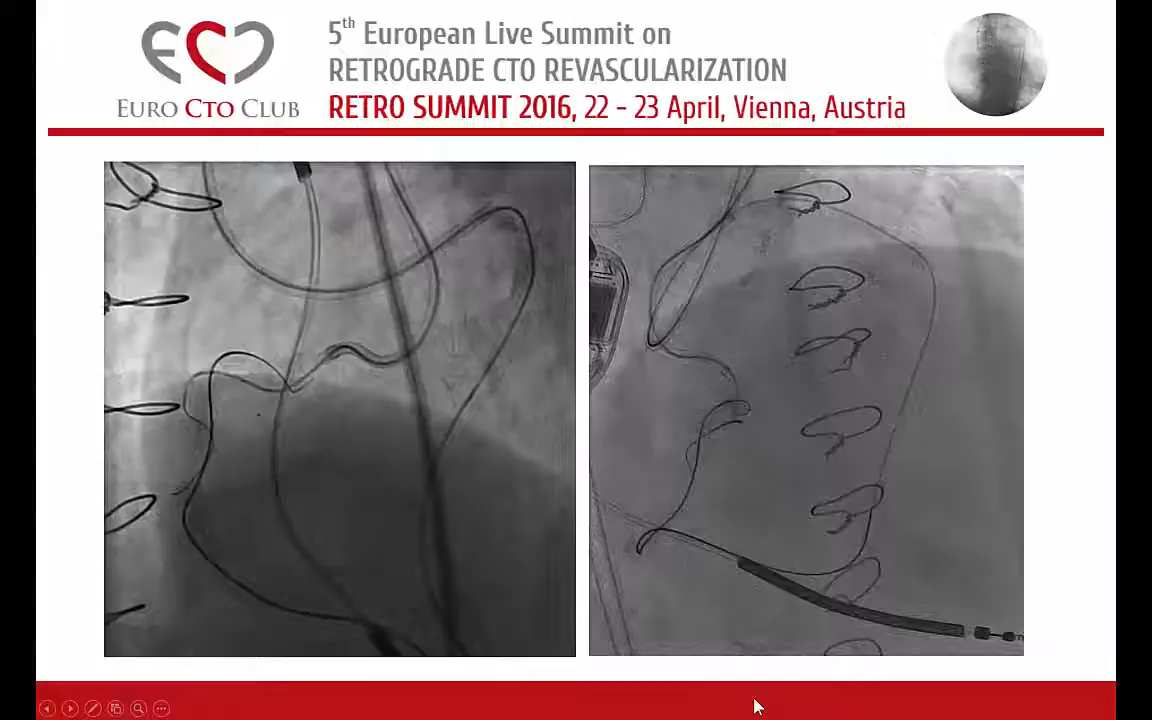 5th European Live Summit on
RETROGRADE CTO REVASCULARIZATION
EURO CTO CLUB
RETRO SUMMIT 2016, 22 - 23 April, Vienna, Austria